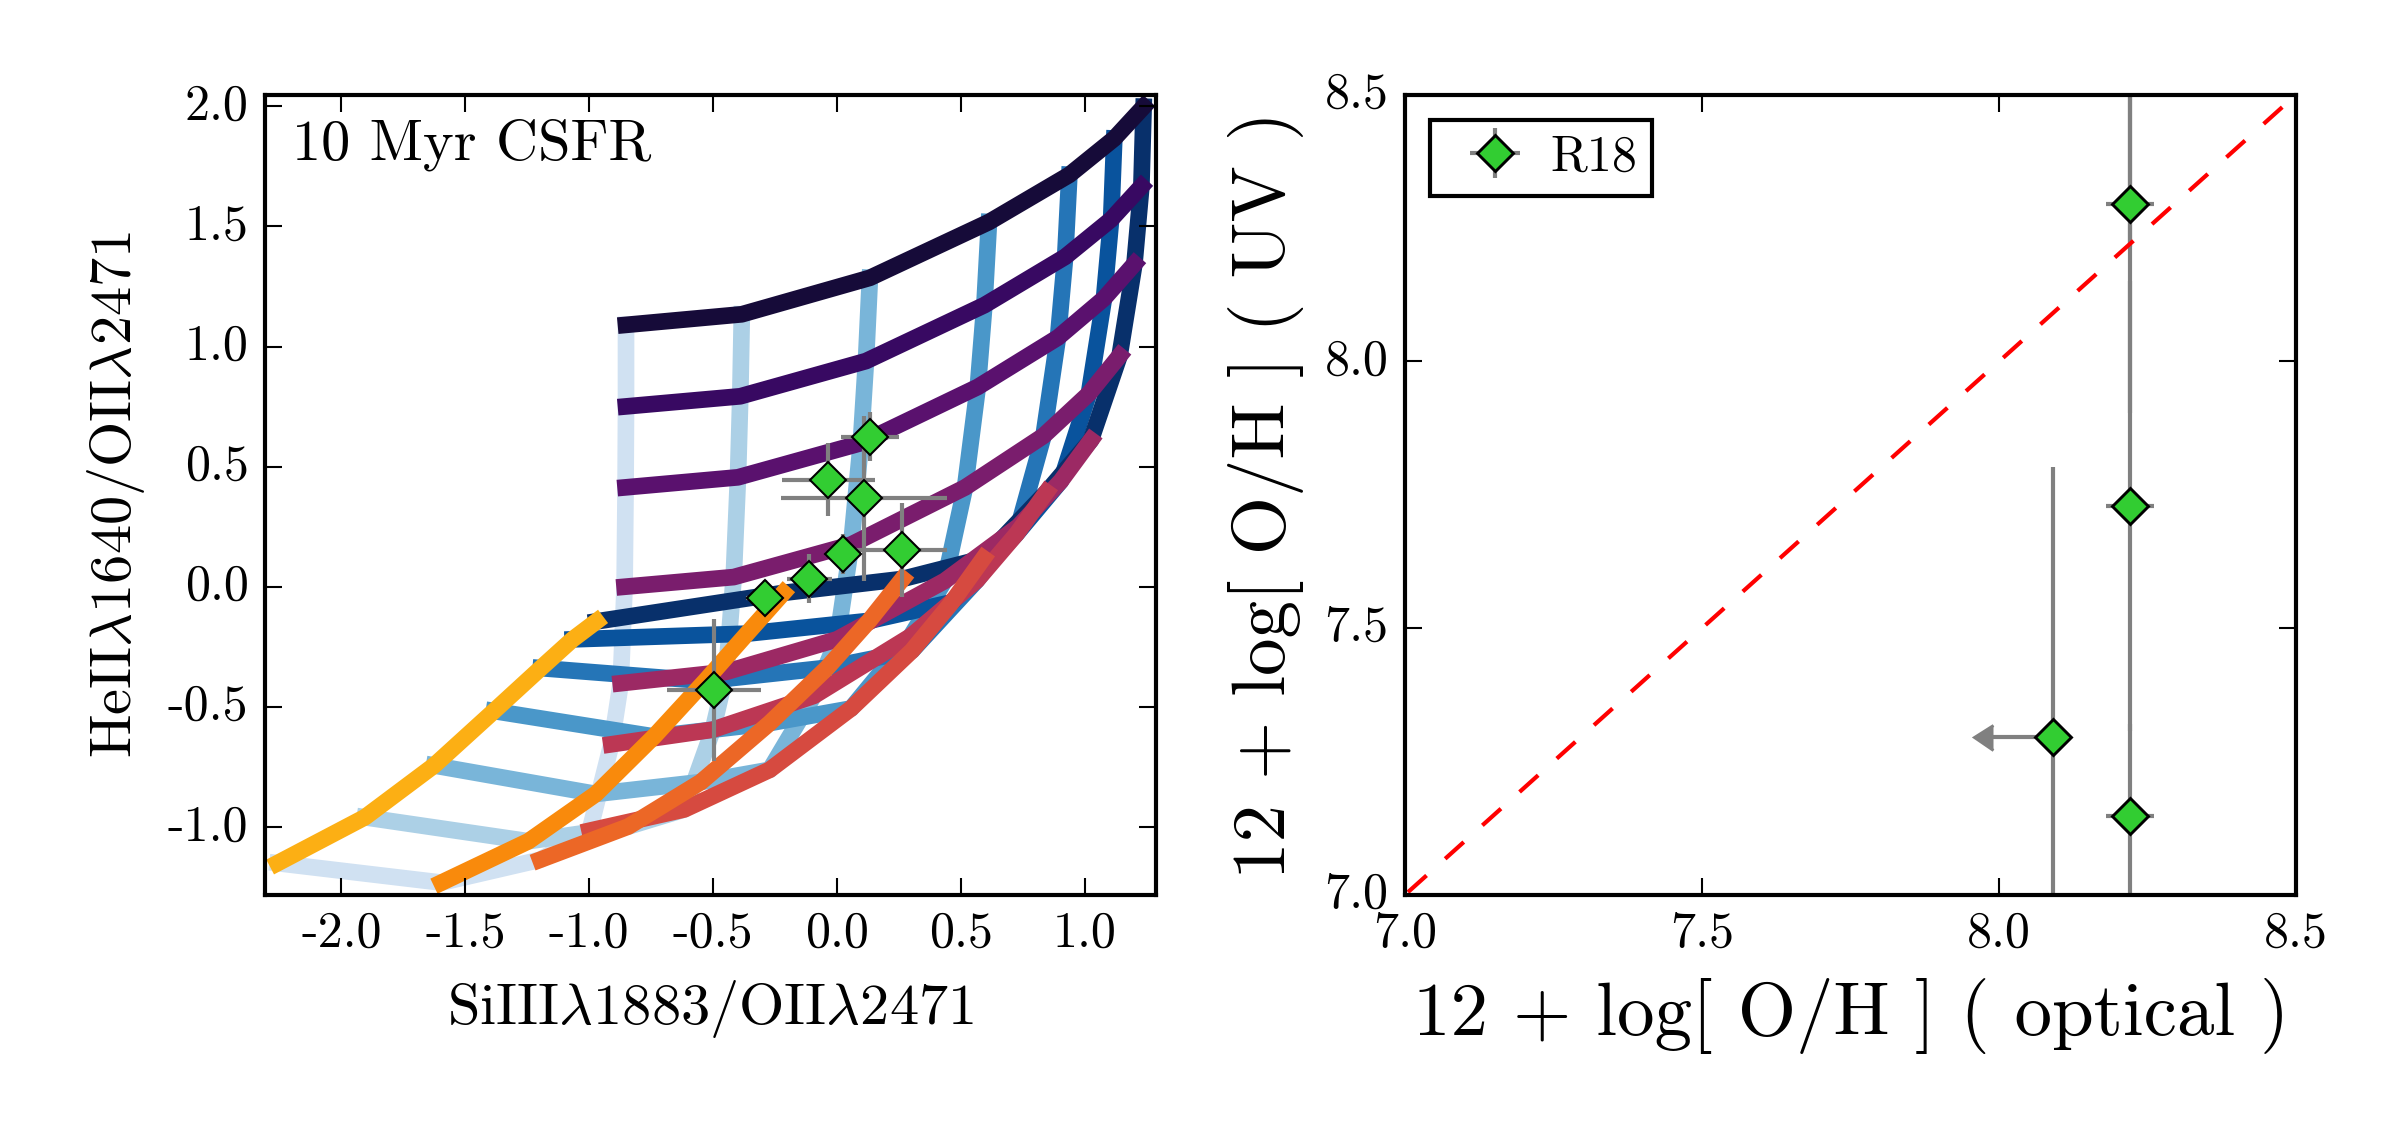 10 Myr CSFR
2.0
1.5
1.0
0.5
0.0
-0.5
-1.0
HeIIλ1640/OIIλ2471
-2.0 -1.5 -1.0 -0.5 0.0 0.5 1.0
SiIIIλ1883/OIIλ2471
R18
8.5
8.0
7.5
7.0
12 + log[ O/H ] ( UV )
7.0 7.5 8.0 8.5
12 + log[ O/H ] ( optical )